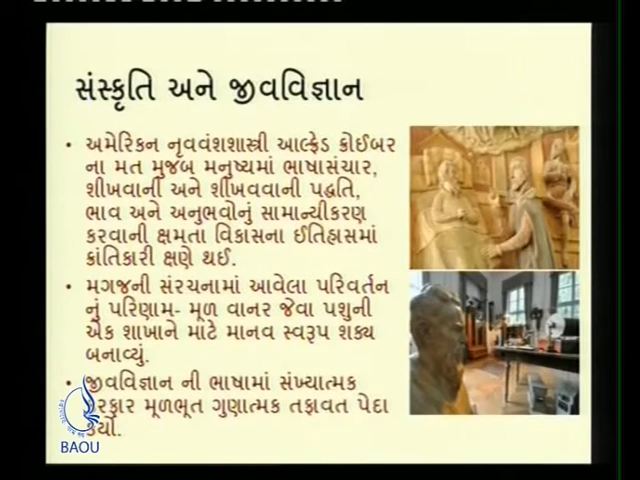 સંસ્કૃતિ અને જીવવિજ્ઞાન
• અમેરિકન નૃવવંશશાસ્ત્રી આલ્ફ્રેડ ક્રોઈબર
ના મત મુજબ મનુષ્યમાં ભાષાસંચાર,
શીખવાની અને શીખવવાની પદ્ધતિ,
ભાવ અને અનુભવોનું સામાન્યીકરણ
કરવાની ક્ષમતા વિકાસના ઈતિહાસમાં
ક્રાંતિકારી ક્ષણે થઈ.
• મગજની સંરચનામાં આવેલા પરિવર્તન
નું પરિણામ- મૂળ વાનર જેવા પશુની
એક શાખાને માટે માનવ સ્વરૂપ શક્ય
બનાવ્યું.
• જીવવિજ્ઞાન ની ભાષામાં સંખ્યાત્મક
મૂળભૂત ગુણાત્મક તફાવત પેદા
કર્યો.
BAOU